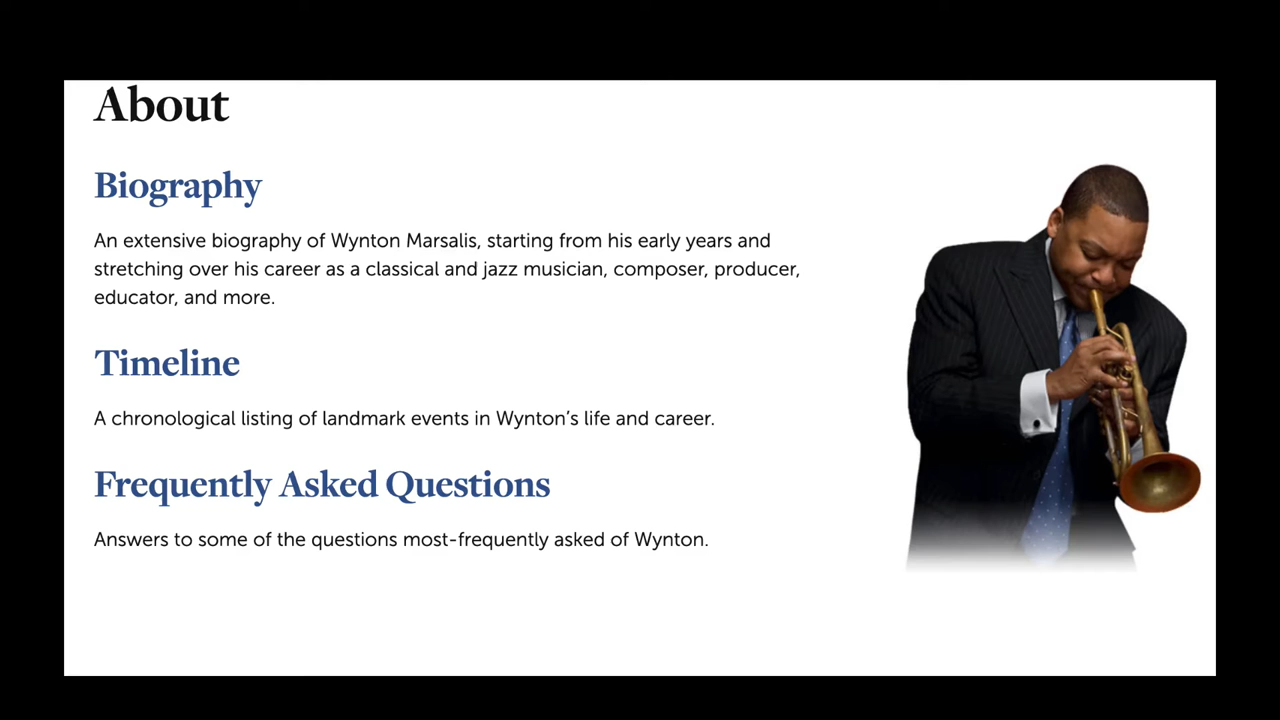 About
Biography
An extensive biography of Wynton Marsalis, starting from his early years and
stretching over his career as a classical and jazz musician, composer, producer,
educator, and more.
Timeline
A chronological listing of landmark events in Wynton’s life and career.
Frequently Asked Questions
Answers to some of the questions most-frequently asked of Wynton.